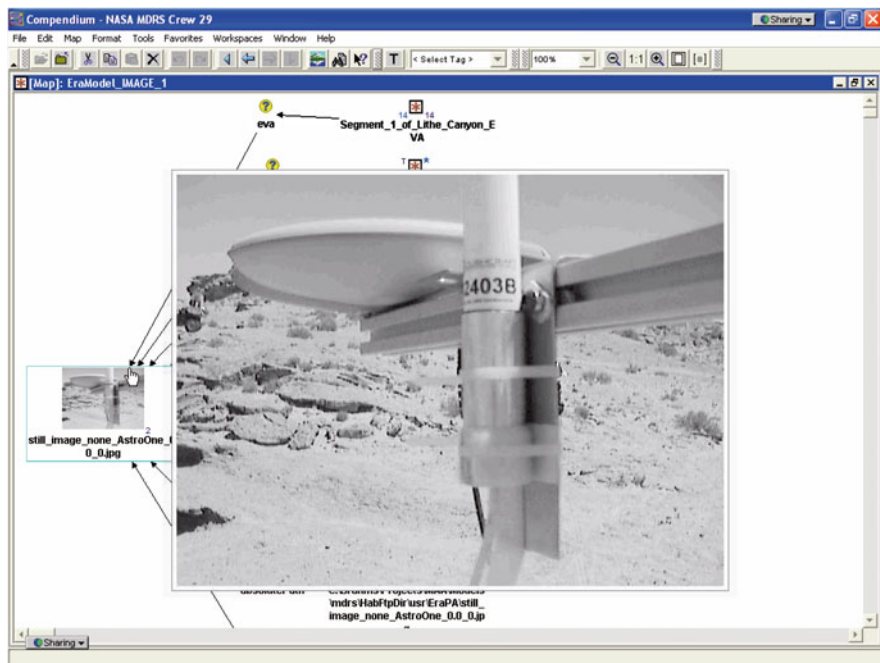 Compendium - NASA MDRS Crew 29
Sharing
File Edit Map Format Tools Favorites Workspaces Window Help
T < Select Tag > 100% 1:1
[Map]: EraModel_IMAGE_1
eva
14 14
Segment_1_of_Lithe_Canyon_E
VA
T
2403B
2
still_image_none_AstroOne_
0_0.jpg
\mdrs\HabFtpDir\usr\EraPA\still_
image_none_AstroOne_0.0_0.jp
Sharing